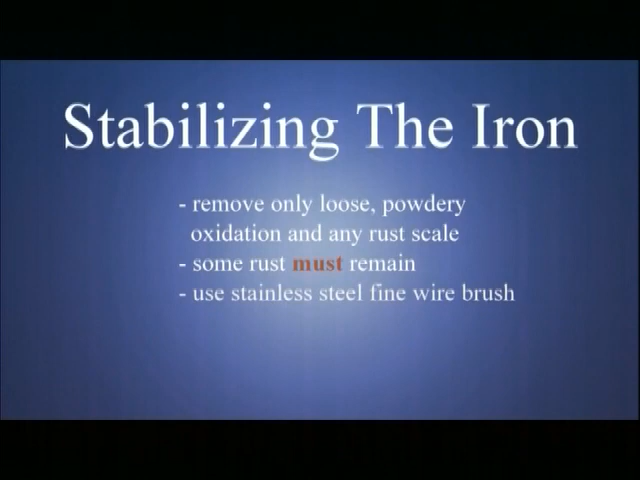 Stabilizing The Iron
- remove only loose, powdery
oxidation and any rust scale
- some rust must remain
- use stainless steel fine wire brush